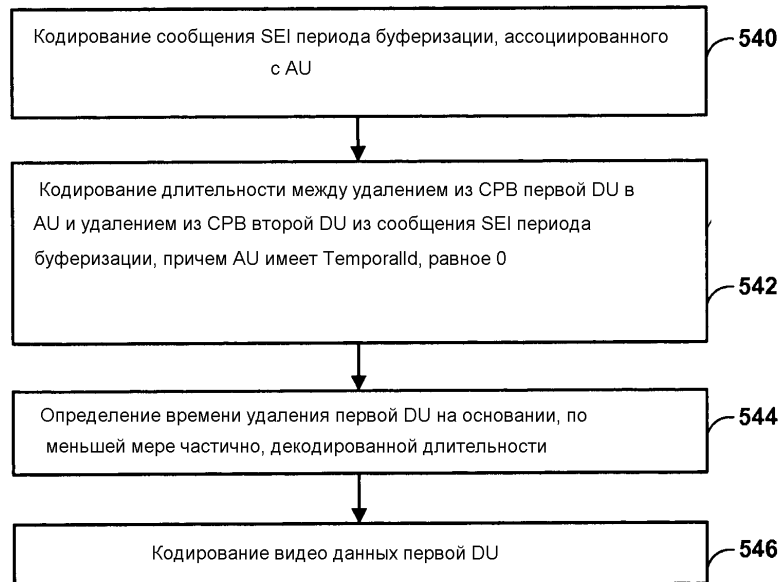 Кодирование сообщения SEI периода буферизации, ассоциированного
с AU
540
Кодирование длительности между удалением из CPB первой DU в
AU и удалением из CPB второй DU из сообщения SEI периода
буферизации, причем AU имеет TemporalId, равное 0
542
Определение времени удаления первой DU на основании, по
меньшей мере частично, декодированной длительности
544
Кодирование видео данных первой DU
546